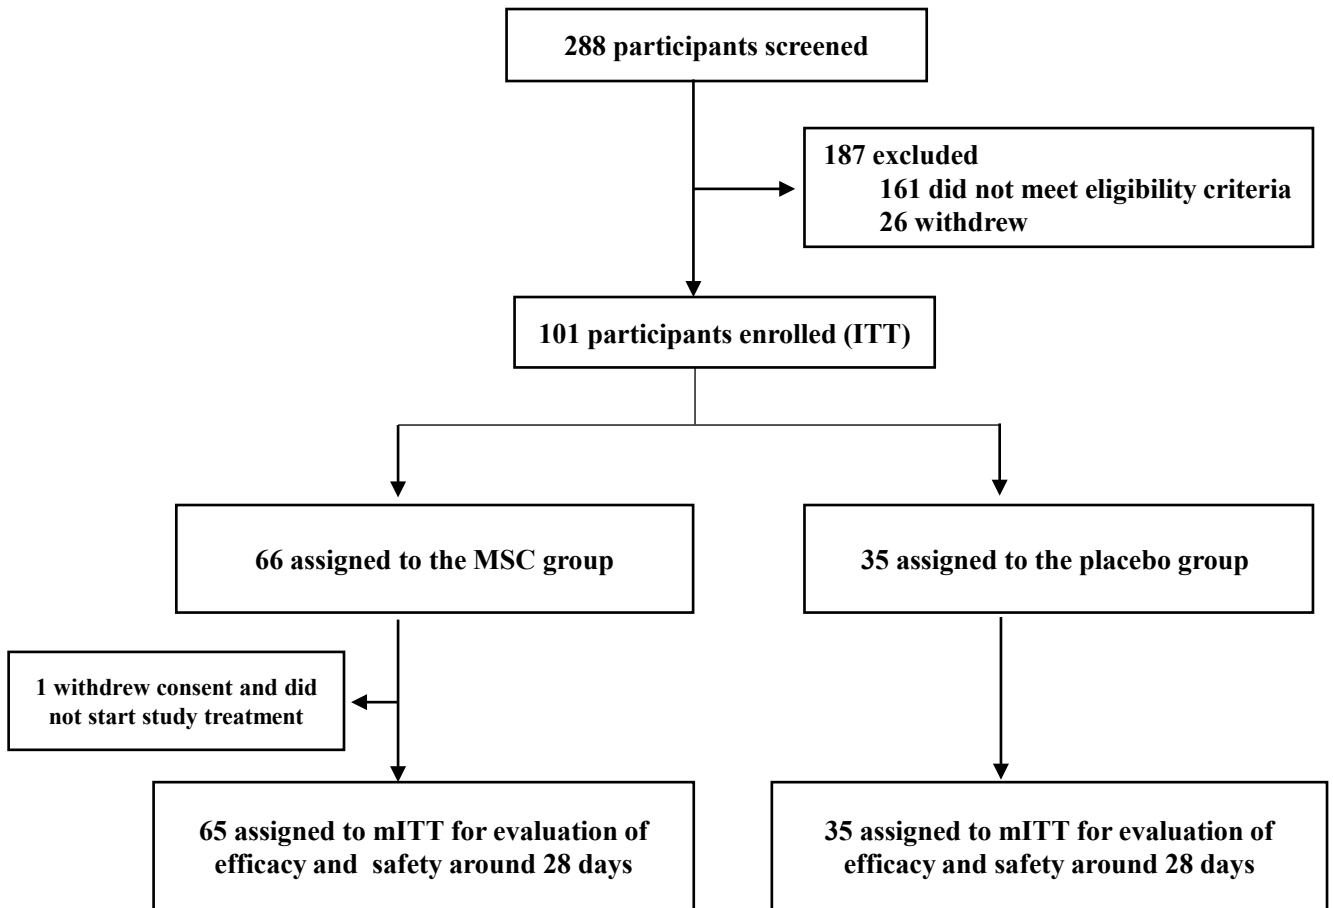 288 participants screened
187 excluded
161 did not meet eligibility criteria
26 withdrew
101 participants enrolled (ITT)
66 assigned to the MSC group
35 assigned to the placebo group
1 withdrew consent and did
not start study treatment
65 assigned to mITT for evaluation of
efficacy and safety around 28 days
35 assigned to mITT for evaluation of
efficacy and safety around 28 days